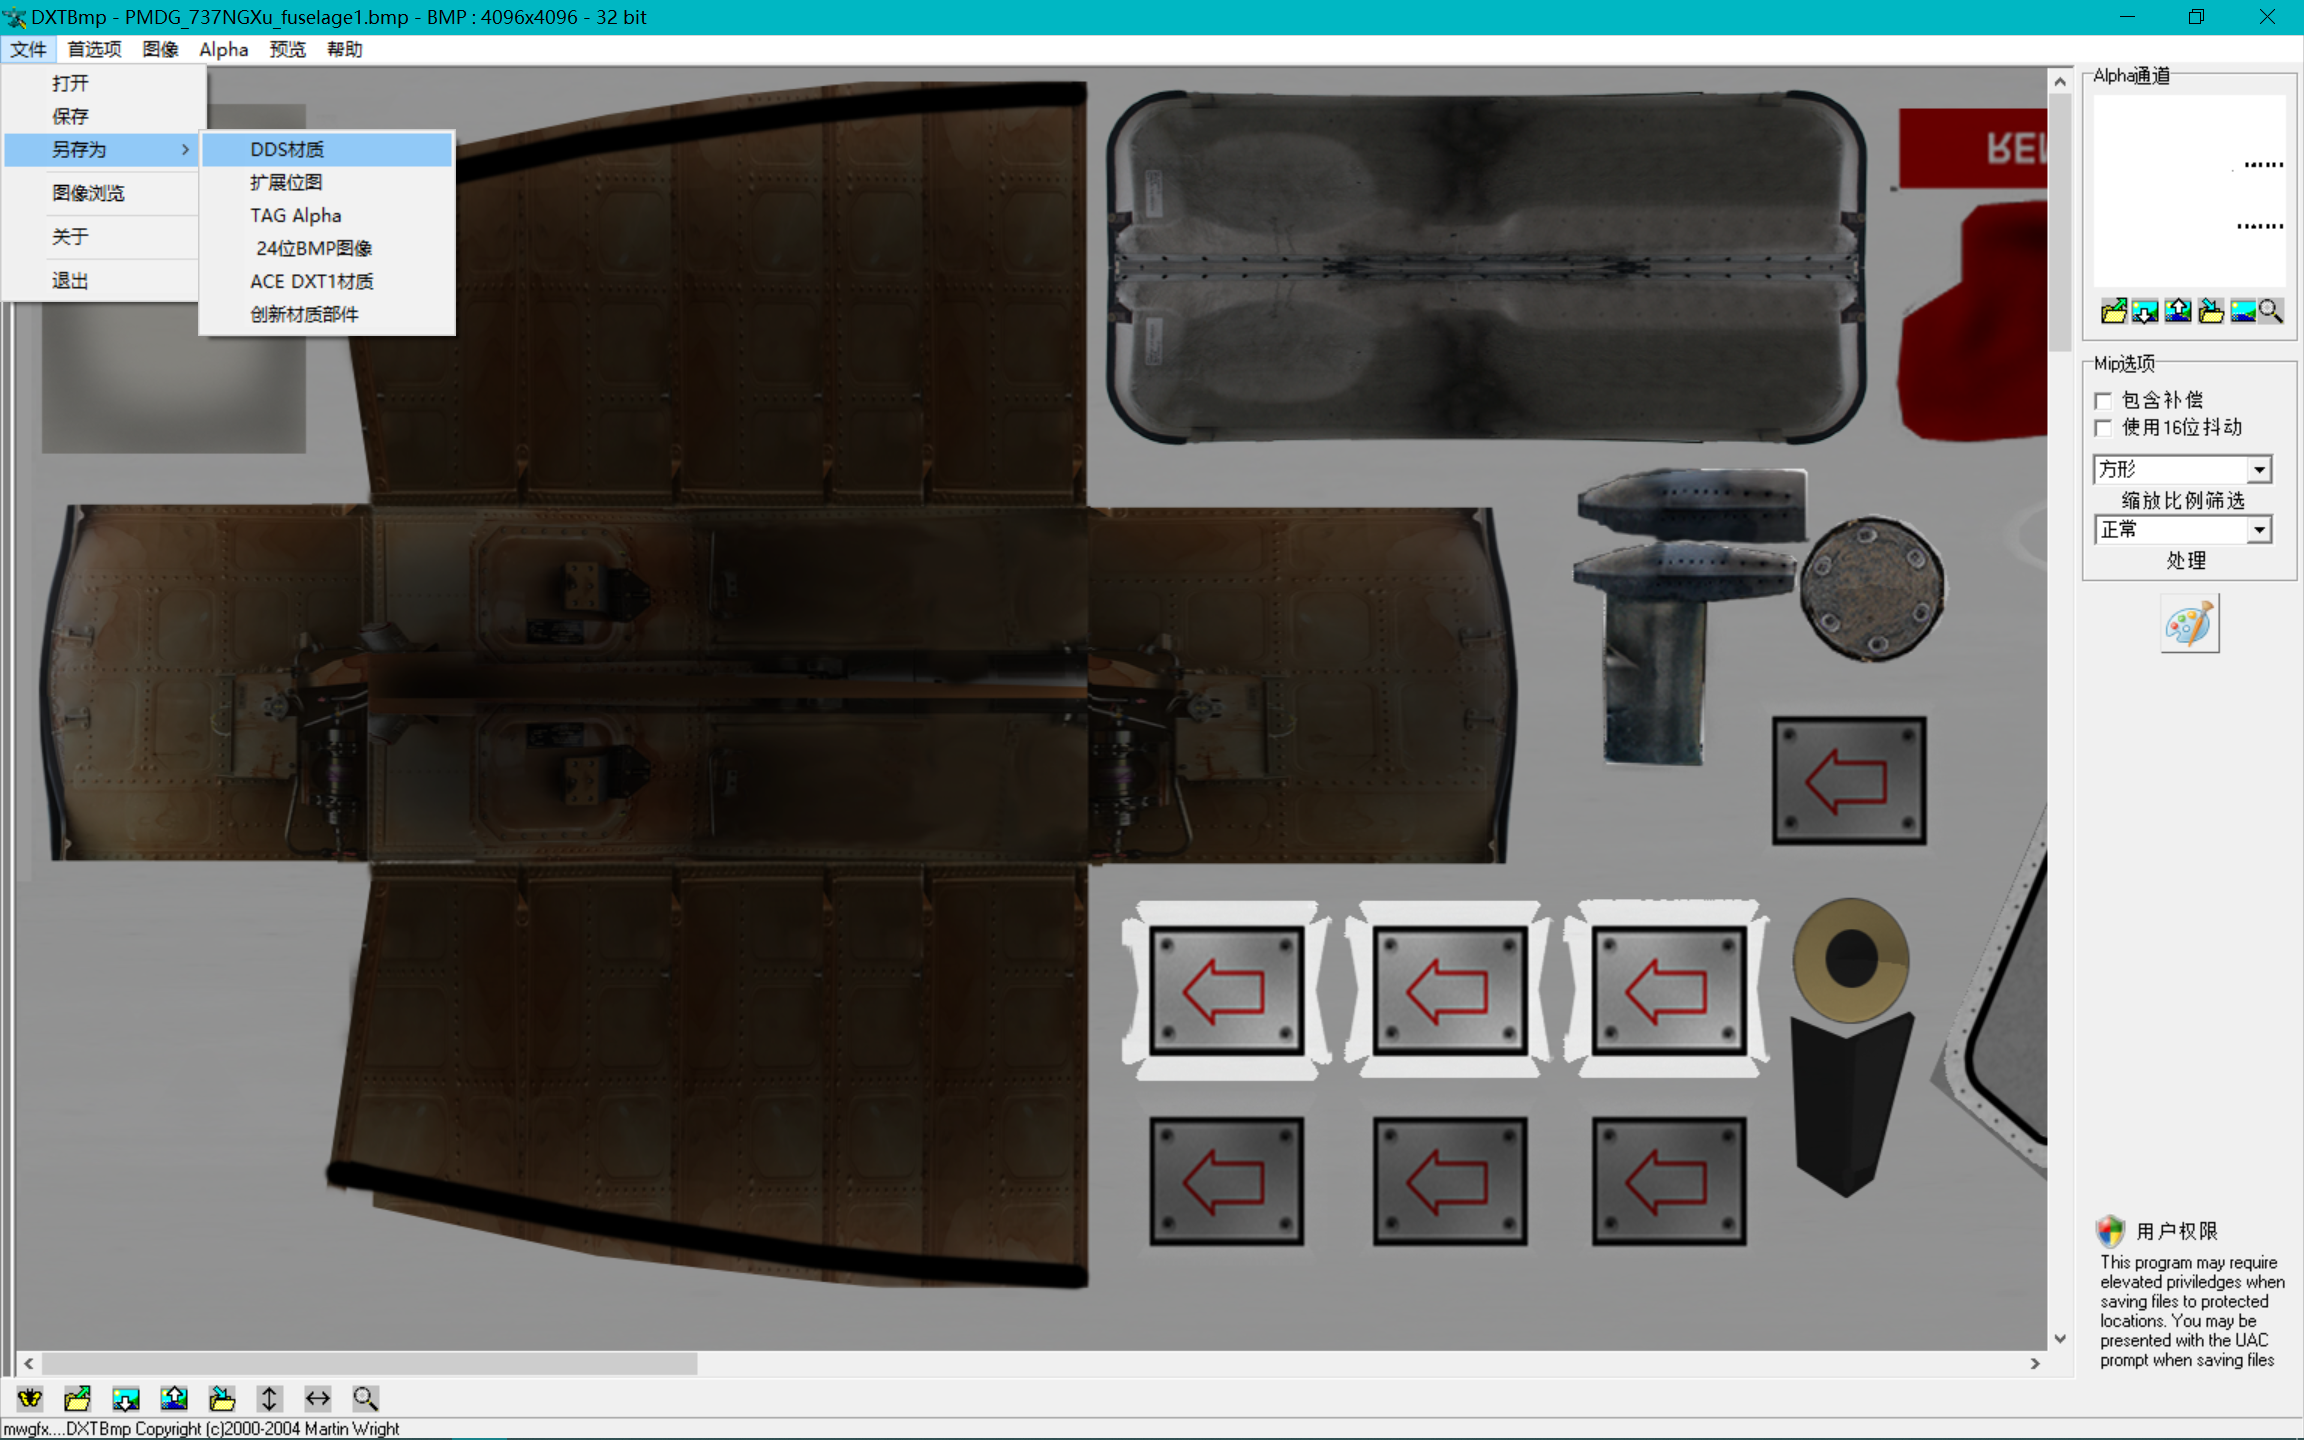 DXTBmp - PMDG_737NGXu_fuselage1.bmp - BMP : 4096x4096 - 32 bit
文件 首选项 图像 Alpha 预览 帮助
打开
保存
另存为
图像浏览
关于
退出
DDS材质
扩展位图
TAG Alpha
24位BMP图像
ACE DXT1材质
创新材质部件
Alpha通道
Mip选项
包含补偿
使用16位抖动
方形
缩放比例筛选
正常
处理
用户权限
This program may require
elevated priviledges when
saving files to protected
locations. You may be
presented with the UAC
prompt when saving files
mwgfx....DXTBmp Copyright (c)2000-2004 Martin Wright